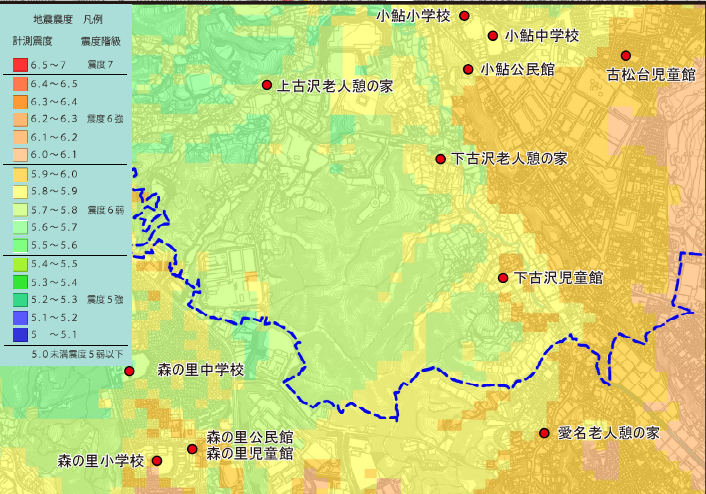 地震震度 凡例
計測震度 震度階級
6.5～7 震度7
6.4～6.5
6.3～6.4
6.2～6.3 震度6強
6.1～6.2
6.0～6.1
5.9～6.0
5.8～5.9
5.7～5.8 震度6弱
5.6～5.7
5.5～5.6
5.4～5.5
5.3～5.4
5.2～5.3 震度5強
5.1～5.2
5 ～5.1
5.0未満震度5弱以下
小鮎小学校
小鮎中学校
小鮎公民館
古松台児童館
上古沢老人憩の家
下古沢老人憩の家
下古沢児童館
森の里中学校
愛名老人憩の家
森の里公民館
森の里児童館
森の里小学校